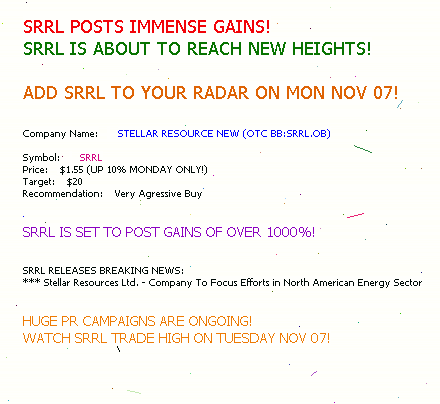 SRRL POSTS IMMENSE GAINS!
SRRL IS ABOUT TO REACH NEW HEIGHTS!
ADD SRRL TO YOUR RADAR ON MON NOV 07!
Company Name: STELLAR RESOURCE NEW (OTC BB:SRRL.OB)
Symbol: SRRL
Price: $1.55 (UP 10% MONDAY ONLY!)
Target: $20
Recommendation: Very Agressive Buy
SRRL IS SET TO POST GAINS OF OVER 1000%!
SRRL RELEASES BREAKING NEWS:
*** Stellar Resources Ltd. - Company To Focus Efforts in North American Energy Sector
HUGE PR CAMPAIGNS ARE ONGOING!
WATCH SRRL TRADE HIGH ON TUESDAY NOV 07!